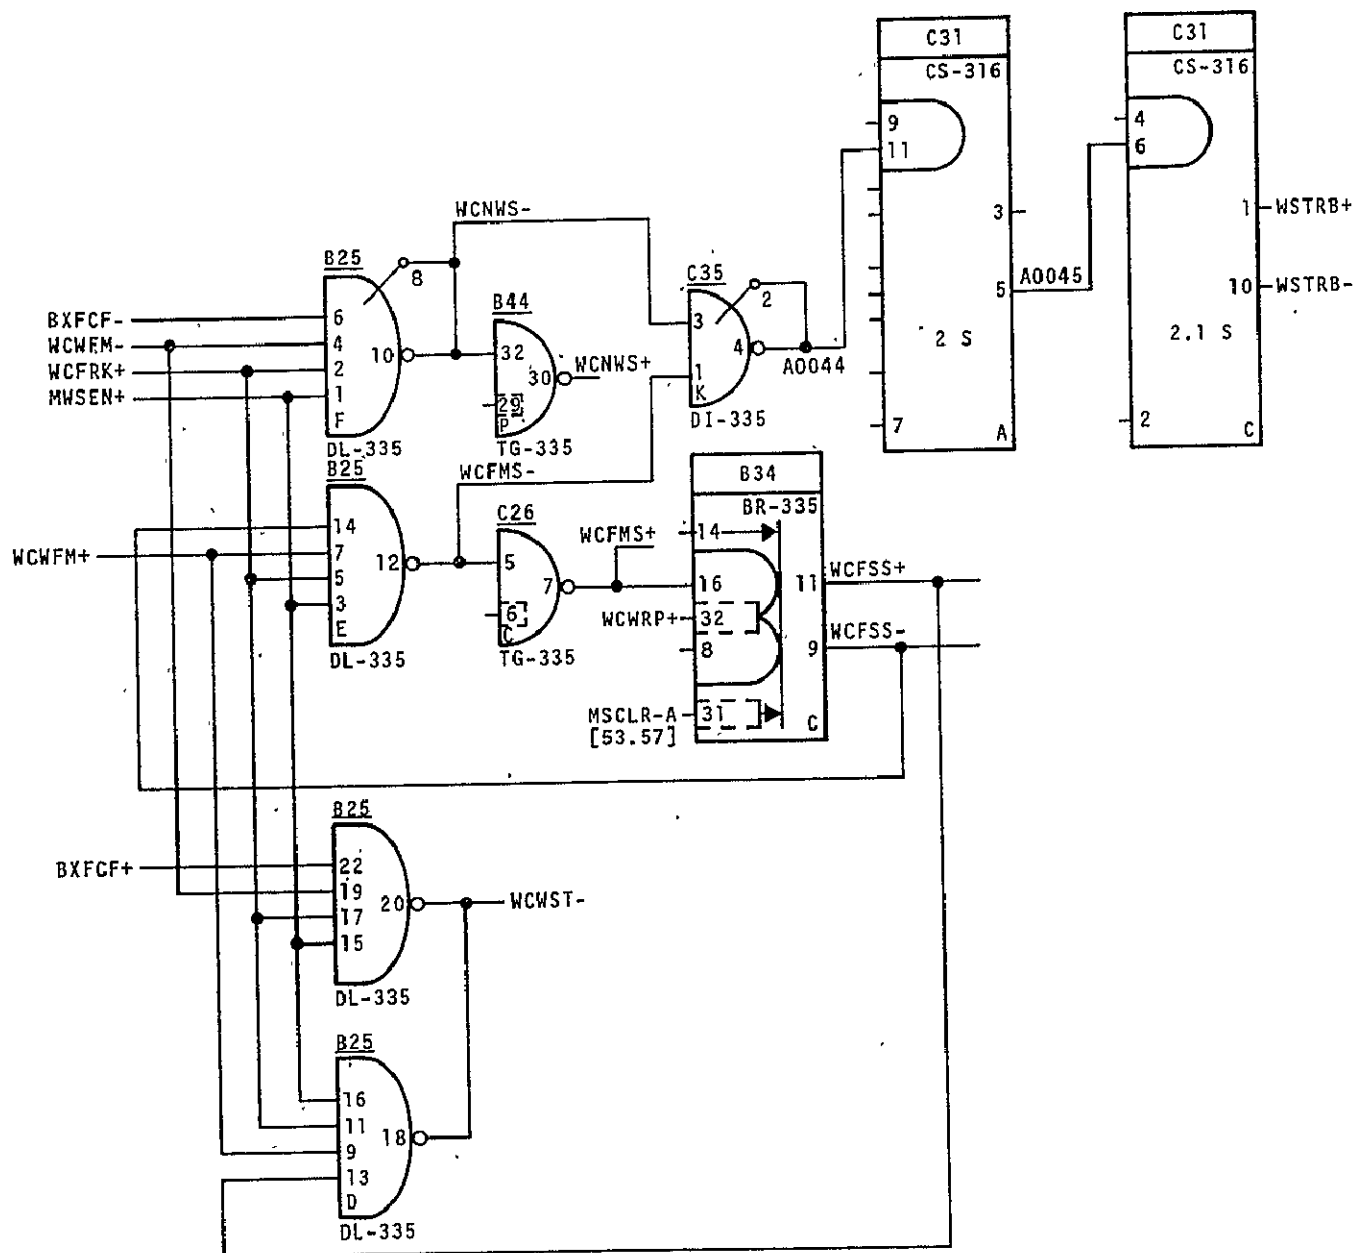 C31
C31
CS-316
CS-316
9
11
4
6
3
1
WSTRB+
5
A0045
10
WSTRB-
2 S
2.1 S
7
A
2
C
WCNWS-
B25
8
C35
2
B44
BXFCF-
6
3
WCWFM-
4
10
32
WCNWS+
4
A0044
WCFRK+
2
30
1
MWSEN+
1
29
K
F
P
DI-335
DL-335
TG-335
B25
WCFMS-
B34
C26
BR-335
14
WCFMS+
14
WCWFM+
7
12
5
11
WCFSS+
5
7
16
3
6
WCWRP+
32
WCFSS-
E
C
8
9
DL-335
TG-335
MSCLR-A
31
C
[53.57]
B25
BXFCF+
22
19
20
WCWST-
17
15
DL-335
B25
16
11
18
9
13
D
DL-335